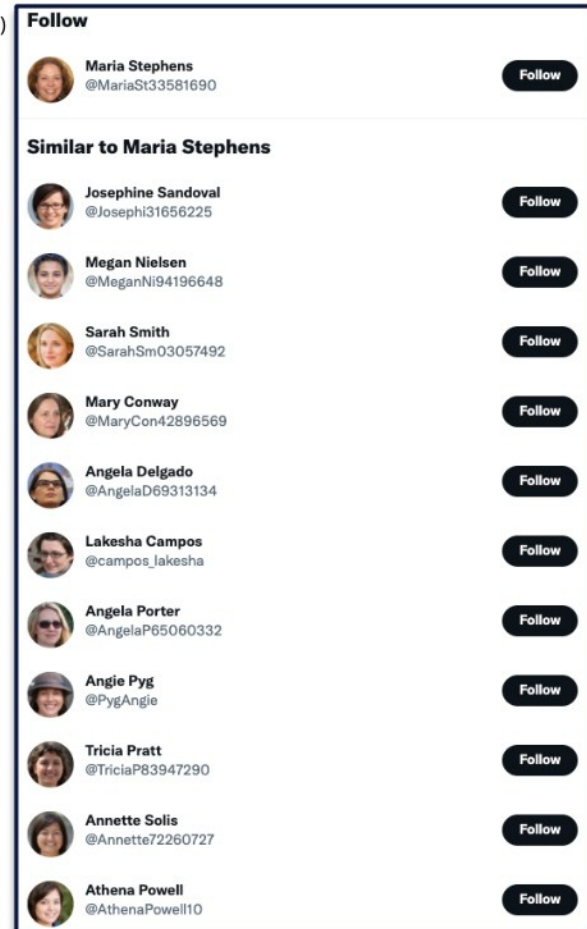 )
Follow
Maria Stephens
@MariaSt33581690
Follow
Similar to Maria Stephens
Josephine Sandoval
@Josephi31656225
Follow
Megan Nielsen
@MeganNi94196648
Follow
Sarah Smith
@SarahSm03057492
Follow
Mary Conway
@MaryCon42896569
Follow
Angela Delgado
@AngelaD69313134
Follow
Lakesha Campos
@campos_lakesha
Follow
Angela Porter
@AngelaP65060332
Follow
Angie Pyg
@PygAngie
Follow
Tricia Pratt
@TriciaP83947290
Follow
Annette Solis
@Annette72260727
Follow
Athena Powell
@AthenaPowell10
Follow